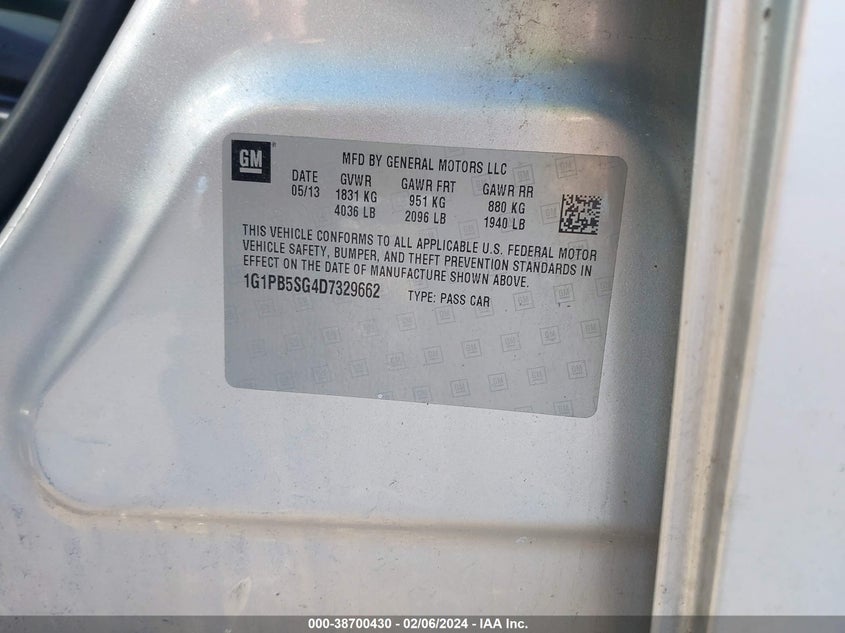 GM
MFD BY GENERAL MOTORS LLC
DATE GVWR GAWR FRT GAWR RR
05/13 1831 KG 951 KG 880 KG
4036 LB 2096 LB 1940 LB
THIS VEHICLE CONFORMS TO ALL APPLICABLE U.S. FEDERAL MOTOR
VEHICLE SAFETY, BUMPER, AND THEFT PREVENTION STANDARDS IN
EFFECT ON THE DATE OF MANUFACTURE SHOWN ABOVE.
1G1PB5SG4D7329662 TYPE: PASS CAR
000-38700430 - 02/06/2024 - IAA Inc.